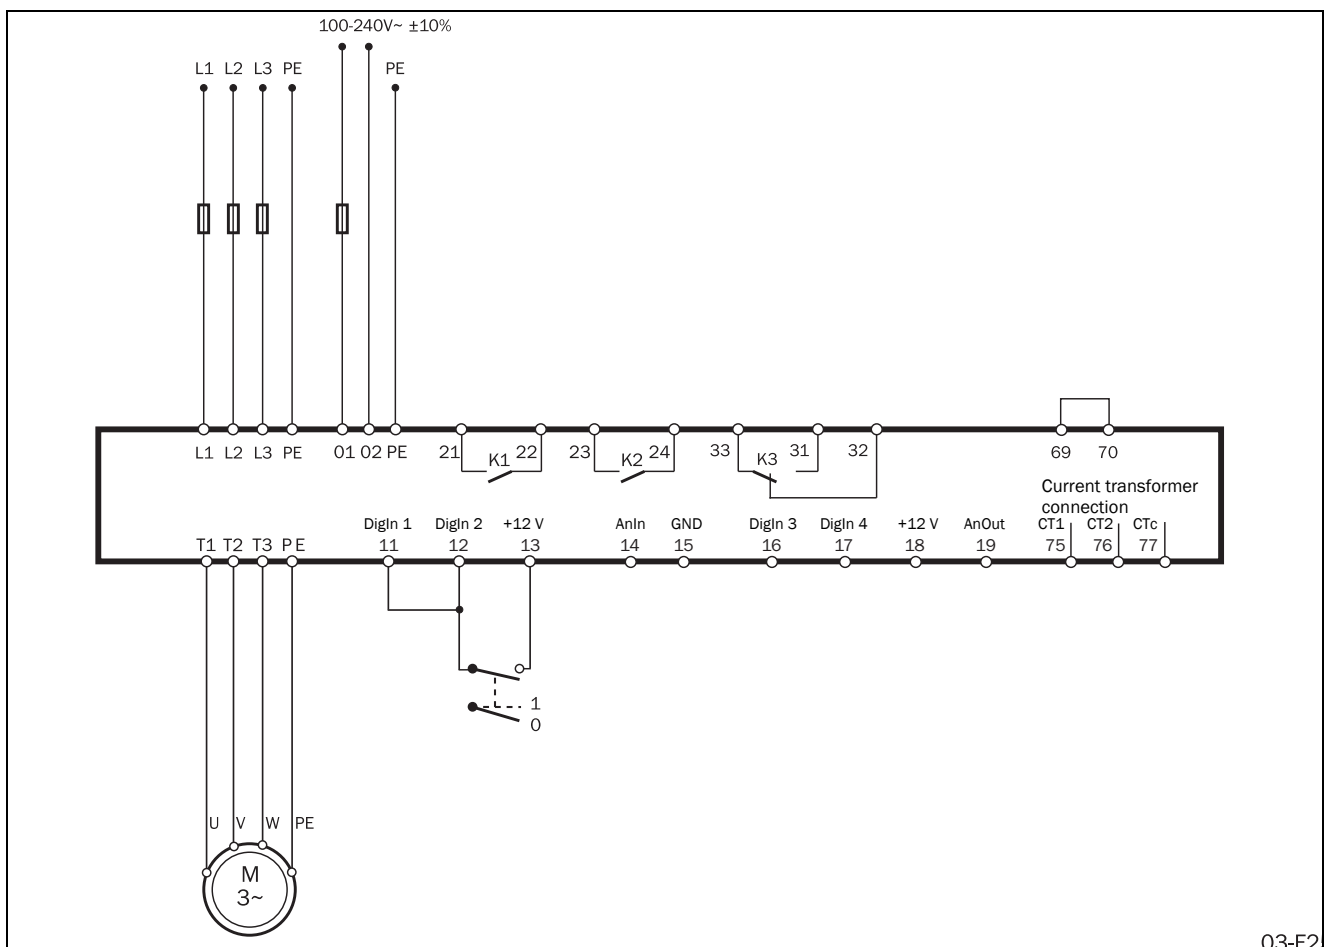 100-240V~ ±10%
L1 L2 L3 PE PE
L1 L2 L3 PE 01 02 PE 21 K1 22 23 K2 24 33 K3 31 32 69 70
Current transformer
connection
DigIn 1 DigIn 2 +12 V AnIn GND DigIn 3 DigIn 4 +12 V AnOut CT1 CT2 CTc
T1 T2 T3 PE 11 12 13 14 15 16 17 18 19 75 76 77
1
0
U V W PE
M
3~
03-F2